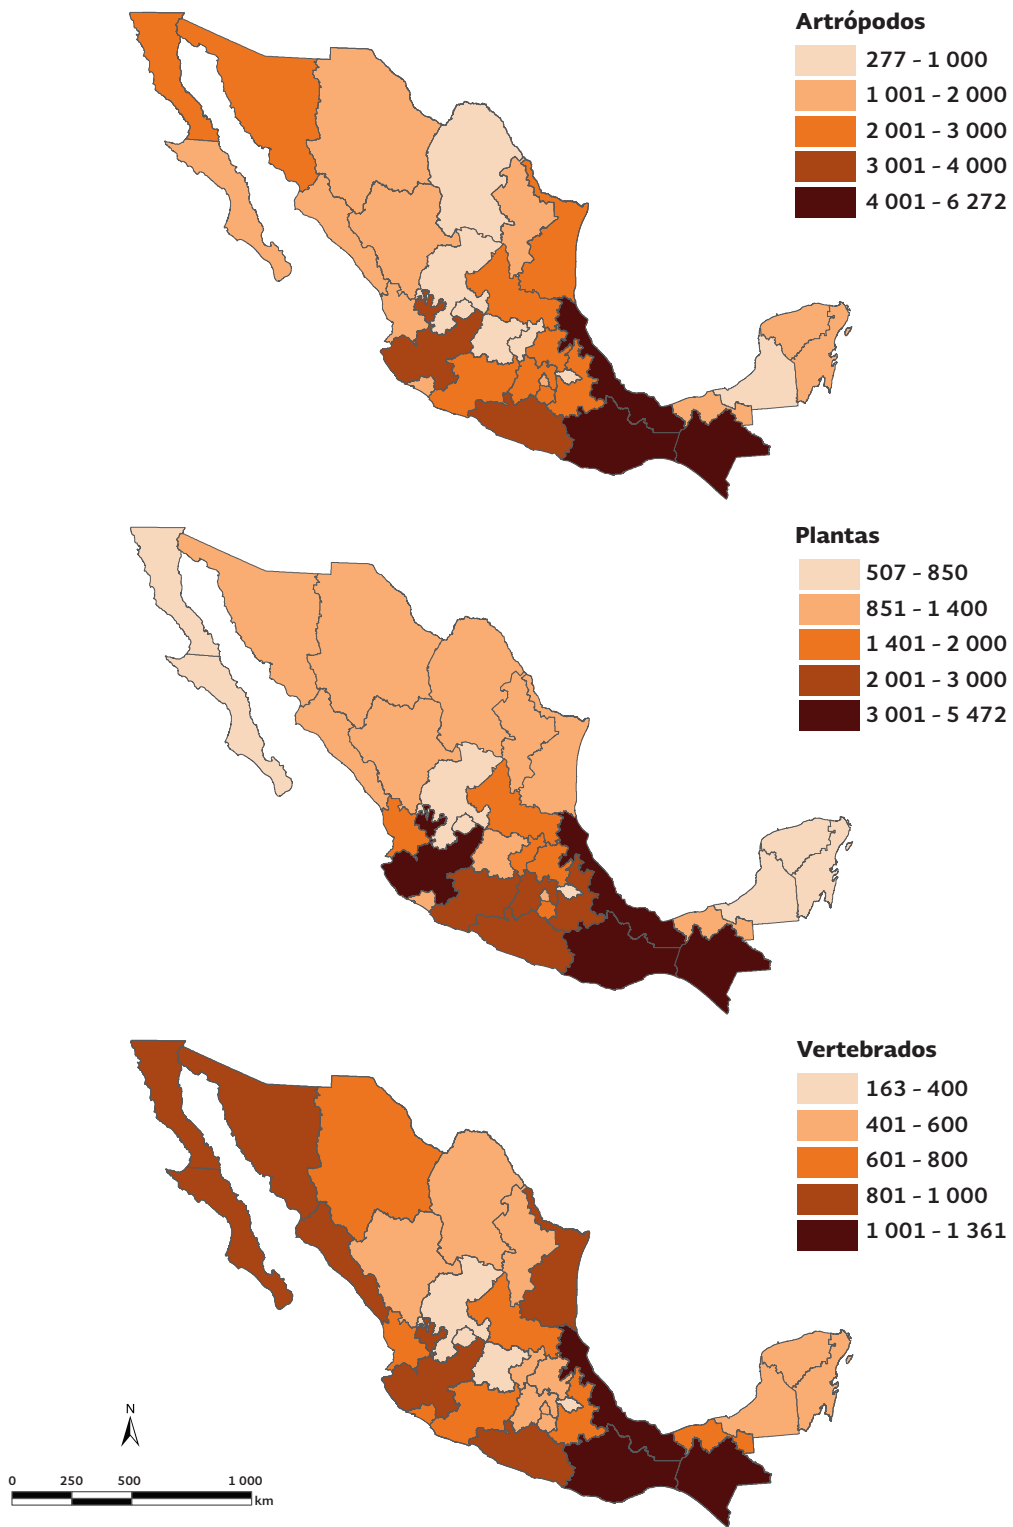 Artrópodos
277 - 1 000
1 001 - 2 000
2 001 - 3 000
3 001 - 4 000
4 001 - 6 272
Plantas
507 - 850
851 - 1 400
1 401 - 2 000
2 001 - 3 000
3 001 - 5 472
Vertebrados
163 - 400
401 - 600
601 - 800
801 - 1 000
1 001 - 1 361
N
0 250 500 1 000
km